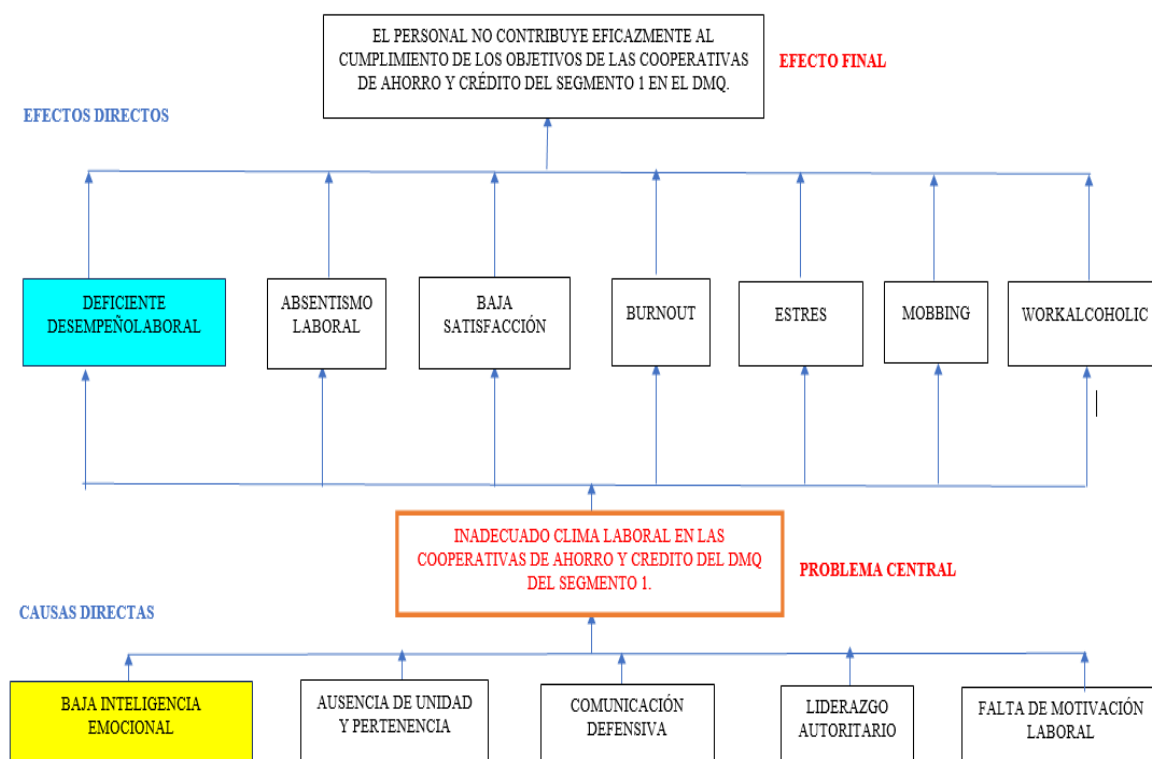 EL PERSONAL NO CONTRIBUYE EFICAZMENTE AL
CUMPLIMIENTO DE LOS OBJETIVOS DE LAS COOPERATIVAS
DE AHORRO Y CRÉDITO DEL SEGMENTO 1 EN EL DMQ.
EFECTO FINAL
EFECTOS DIRECTOS
DEFICIENTE
DESEMPEÑOLABORAL
ABSENTISMO
LABORAL
BAJA
SATISFACCIÓN
BURNOUT
ESTRES
MOBBING
WORKALCOHOLIC
INADECUADO CLIMA LABORAL EN LAS
COOPERATIVAS DE AHORRO Y CREDITO DEL DMQ
DEL SEGMENTO 1.
PROBLEMA CENTRAL
CAUSAS DIRECTAS
BAJA INTELIGENCIA
EMOCIONAL
AUSENCIA DE UNIDAD
Y PERTENENCIA
COMUNICACIÓN
DEFENSIVA
LIDERAZGO
AUTORITARIO
FALTA DE MOTIVACIÓN
LABORAL